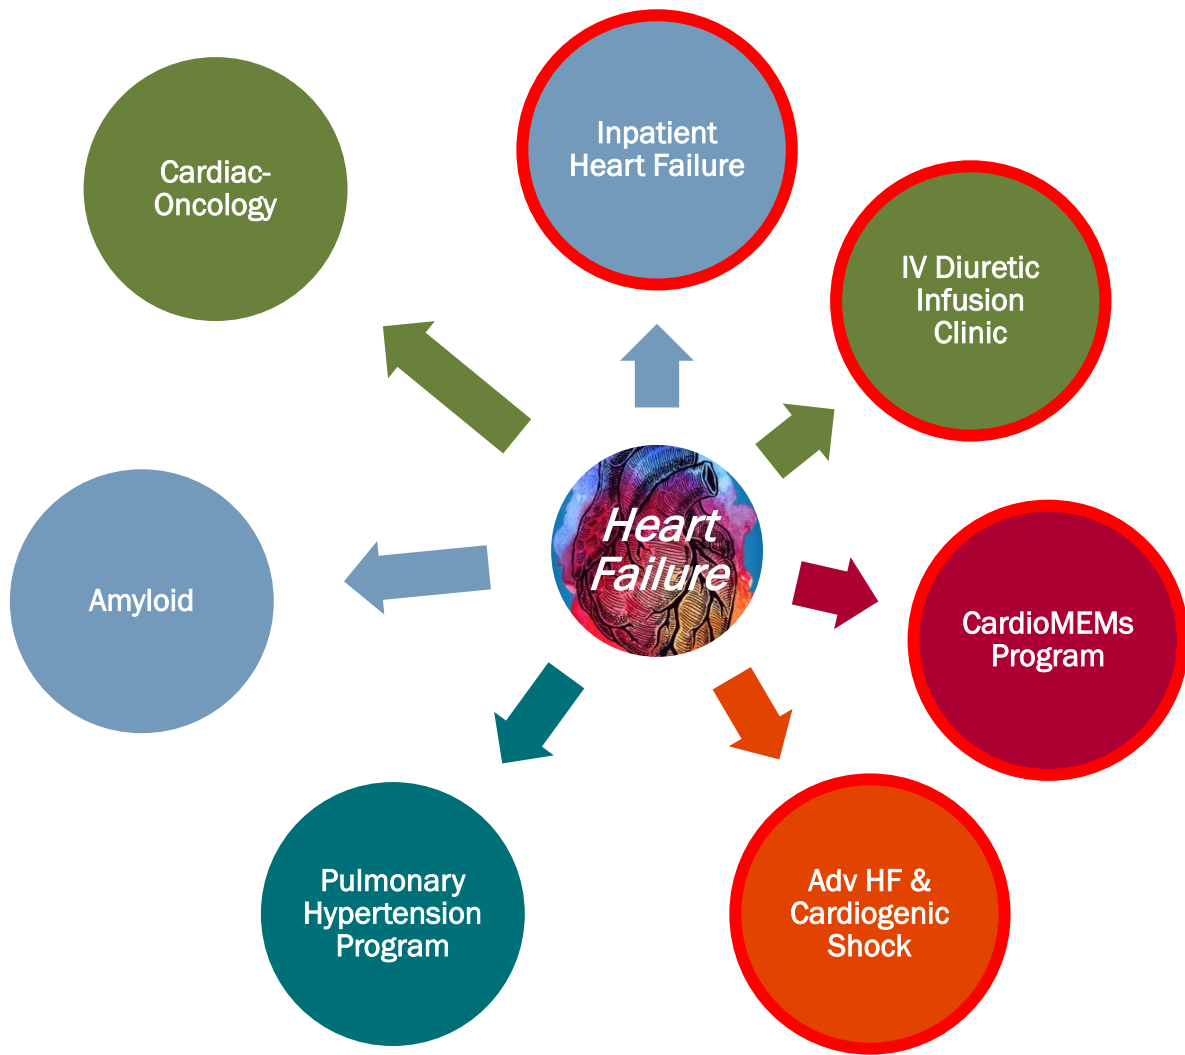 Inpatient
Heart Failure
IV Diuretic
Infusion
Clinic
CardioMEMs
Program
Adv HF &
Cardiogenic
Shock
Pulmonary
Hypertension
Program
Amyloid
Cardiac-
Oncology
Heart
Failure